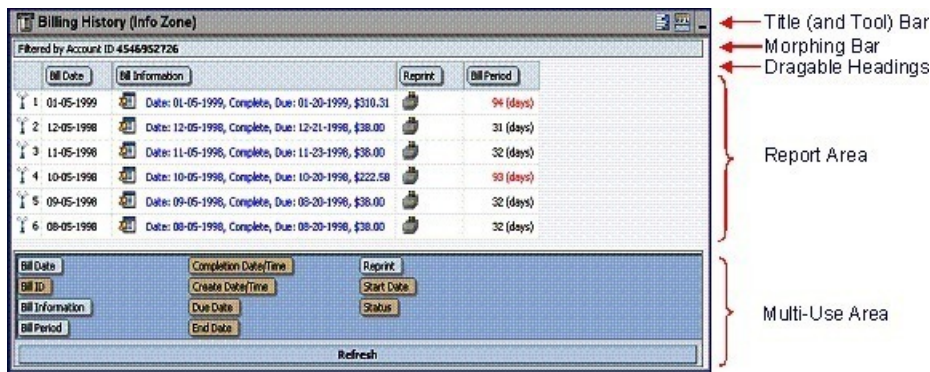 Billing History (Info Zone)
Title (and Tool) Bar
Filtered by Account ID 4546952726
Morphing Bar
Bill Date Bill Information Reprint Bill Period
Dragable Headings
1 01-05-1999 Date: 01-05-1999, Complete, Due: 01-20-1999, $310.31 94 (days)
2 12-05-1998 Date: 12-05-1998, Complete, Due: 12-21-1998, $38.00 31 (days)
3 11-05-1998 Date: 11-05-1998, Complete, Due: 11-23-1998, $38.00 32 (days)
Report Area
4 10-05-1998 Date: 10-05-1998, Complete, Due: 10-20-1998, $222.58 93 (days)
5 09-05-1998 Date: 09-05-1998, Complete, Due: 08-20-1998, $38.00 32 (days)
6 08-05-1998 Date: 08-05-1998, Complete, Due: 08-20-1998, $38.00 32 (days)
Bill Date Completion Date/Time Reprint
Bill ID Create Date/Time Start Date
Bill Information Due Date Status
Multi-Use Area
Bill Period End Date
Refresh